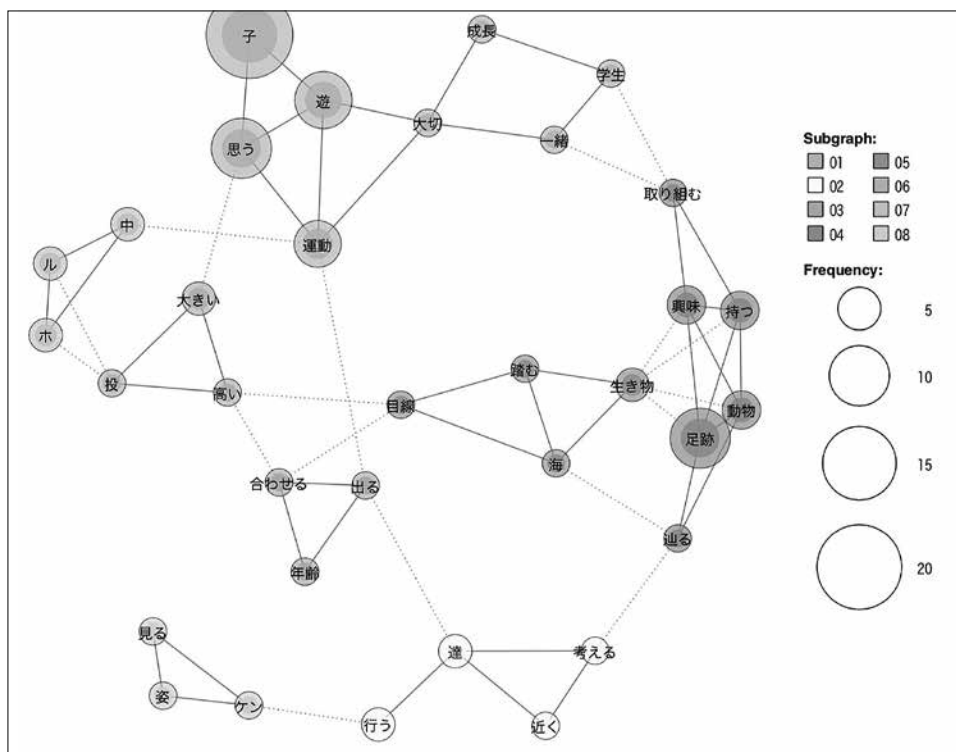 子
成長
学生
遊
大切
一緒
思う
取り組む
中
運動
ル
大きい
興味
持つ
ホ
踏む
投
高い
目線
生き物
動物
足跡
海
合わせる
出る
辿る
年齢
見る
達
考える
姿
ケン
行う
近く
Subgraph:
01 05
02 06
03 07
04 08
Frequency:
5
10
15
20